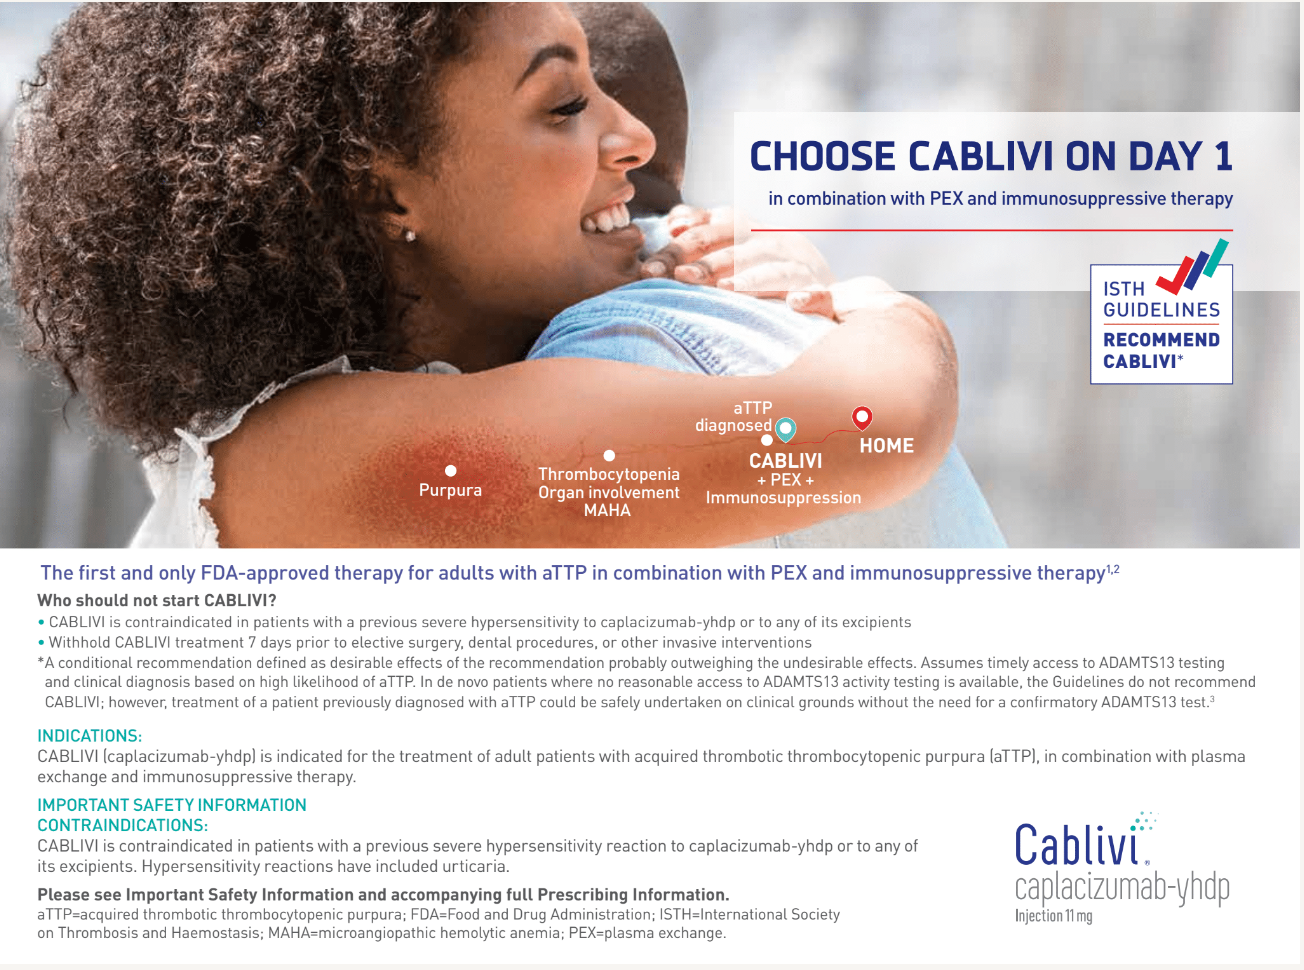 CHOOSE CABLIVI ON DAY 1
in combination with PEX and immunosuppressive therapy
ISTH
GUIDELINES
RECOMMEND
CABLIVI*
aTTP
diagnosed
HOME
CABLIVI
+ PEX +
Immunosuppression
Thrombocytopenia
Organ involvement
MAHA
Purpura
The first and only FDA-approved therapy for adults with aTTP in combination with PEX and immunosuppressive therapy1,2
Who should not start CABLIVI?
• CABLIVI is contraindicated in patients with a previous severe hypersensitivity to caplacizumab-yhdp or to any of its excipients
• Withhold CABLIVI treatment 7 days prior to elective surgery, dental procedures, or other invasive interventions
*A conditional recommendation defined as desirable effects of the recommendation probably outweighing the undesirable effects. Assumes timely access to ADAMTS13 testing
and clinical diagnosis based on high likelihood of aTTP. In de novo patients where no reasonable access to ADAMTS13 activity testing is available, the Guidelines do not recommend
CABLIVI; however, treatment of a patient previously diagnosed with aTTP could be safely undertaken on clinical grounds without the need for a confirmatory ADAMTS13 test.3
INDICATIONS:
CABLIVI (caplacizumab-yhdp) is indicated for the treatment of adult patients with acquired thrombotic thrombocytopenic purpura (aTTP), in combination with plasma
exchange and immunosuppressive therapy.
IMPORTANT SAFETY INFORMATION
CONTRAINDICATIONS:
CABLIVI is contraindicated in patients with a previous severe hypersensitivity reaction to caplacizumab-yhdp or to any of
its excipients. Hypersensitivity reactions have included urticaria.
Please see Important Safety Information and accompanying full Prescribing Information.
aTTP=acquired thrombotic thrombocytopenic purpura; FDA=Food and Drug Administration; ISTH=International Society
on Thrombosis and Haemostasis; MAHA=microangiopathic hemolytic anemia; PEX=plasma exchange.
Cablivi®
caplacizumab-yhdp
Injection 11 mg